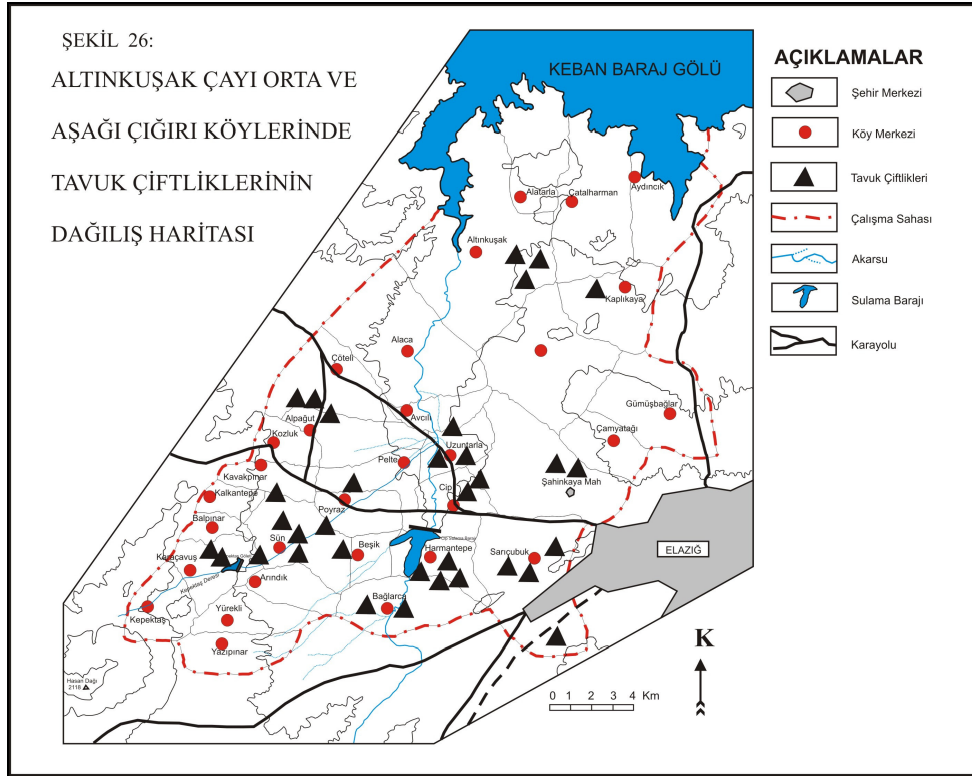 ŞEKİL 26:
ALTINKUŞAK ÇAYI ORTA VE
AŞAĞI ÇIĞIRI KÖYLERİNDE
TAVUK ÇİFTLİKLERİNİN
DAĞILIŞ HARİTASI
KEBAN BARAJ GÖLÜ
AÇIKLAMALAR
Şehir Merkezi
Köy Merkezi
Tavuk Çiftlikleri
Çalışma Sahası
Akarsu
Sulama Barajı
Karayolu
Alatarla
Çatalharman
Aydıncık
Altınkuşak
Kaplıkaya
Alaca
Çöteli
Gümüşbağlar
Avcılı
Alpağut
Çamyatağı
Kozluk
Uzuntarla
Pelte
Kavakpınar
Şahinkaya Mah
Kalkantepe
Cip
Poyraz
Balpınar
Sün
Beşik
Harmantepe
Sarıçubuk
ELAZIĞ
Karaçavuş
Arındık
Kepektaş Deresi
Kepektaş
Bağlarca
Yürekli
Yazıpınar
Hasan Dağı
2118
K
0 1 2 3 4 Km